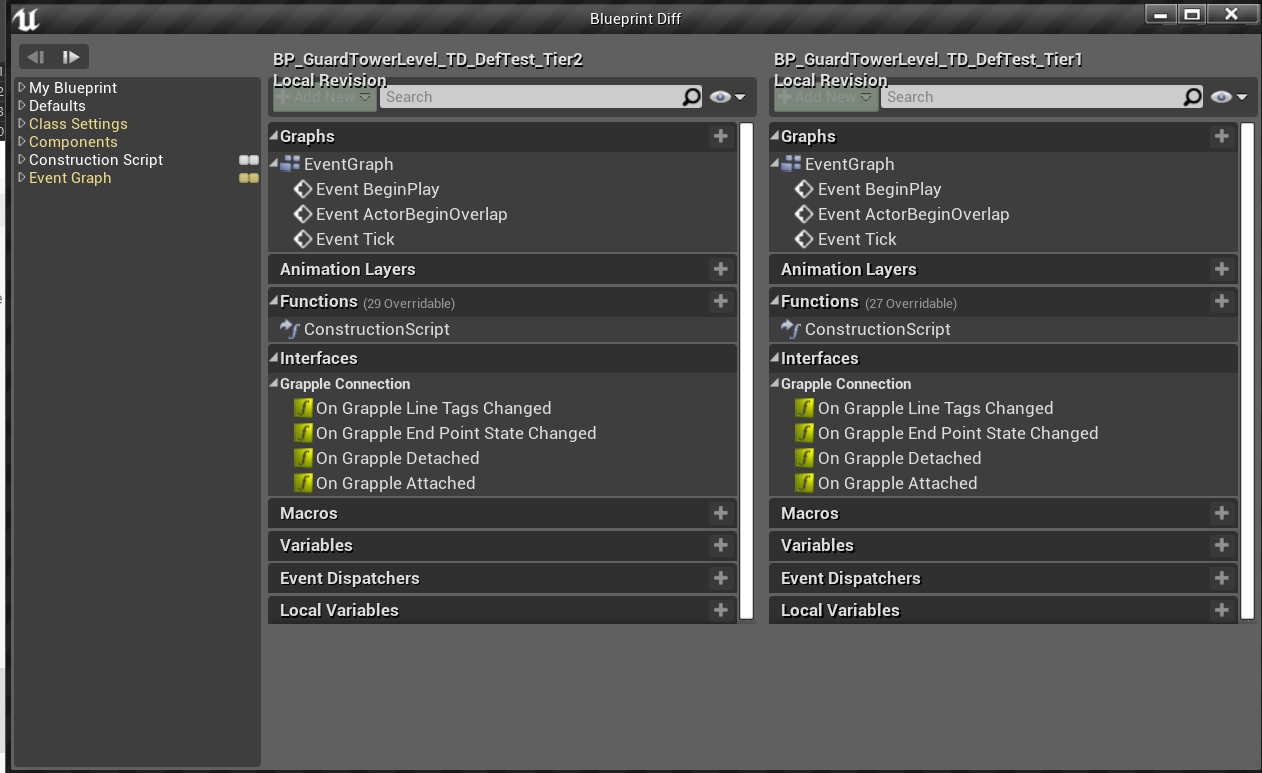 Blueprint Diff
My Blueprint
Defaults
Class Settings
Components
Construction Script
Event Graph
BP_GuardTowerLevel_TD_DefTest_Tier2
Local Revision
Add New
Search
Graphs
EventGraph
Event BeginPlay
Event ActorBeginOverlap
Event Tick
Animation Layers
Functions (29 Overridable)
ConstructionScript
Interfaces
Grapple Connection
On Grapple Line Tags Changed
On Grapple End Point State Changed
On Grapple Detached
On Grapple Attached
Macros
Variables
Event Dispatchers
Local Variables
BP_GuardTowerLevel_TD_DefTest_Tier1
Local Revision
Add New
Search
Graphs
EventGraph
Event BeginPlay
Event ActorBeginOverlap
Event Tick
Animation Layers
Functions (27 Overridable)
ConstructionScript
Interfaces
Grapple Connection
On Grapple Line Tags Changed
On Grapple End Point State Changed
On Grapple Detached
On Grapple Attached
Macros
Variables
Event Dispatchers
Local Variables